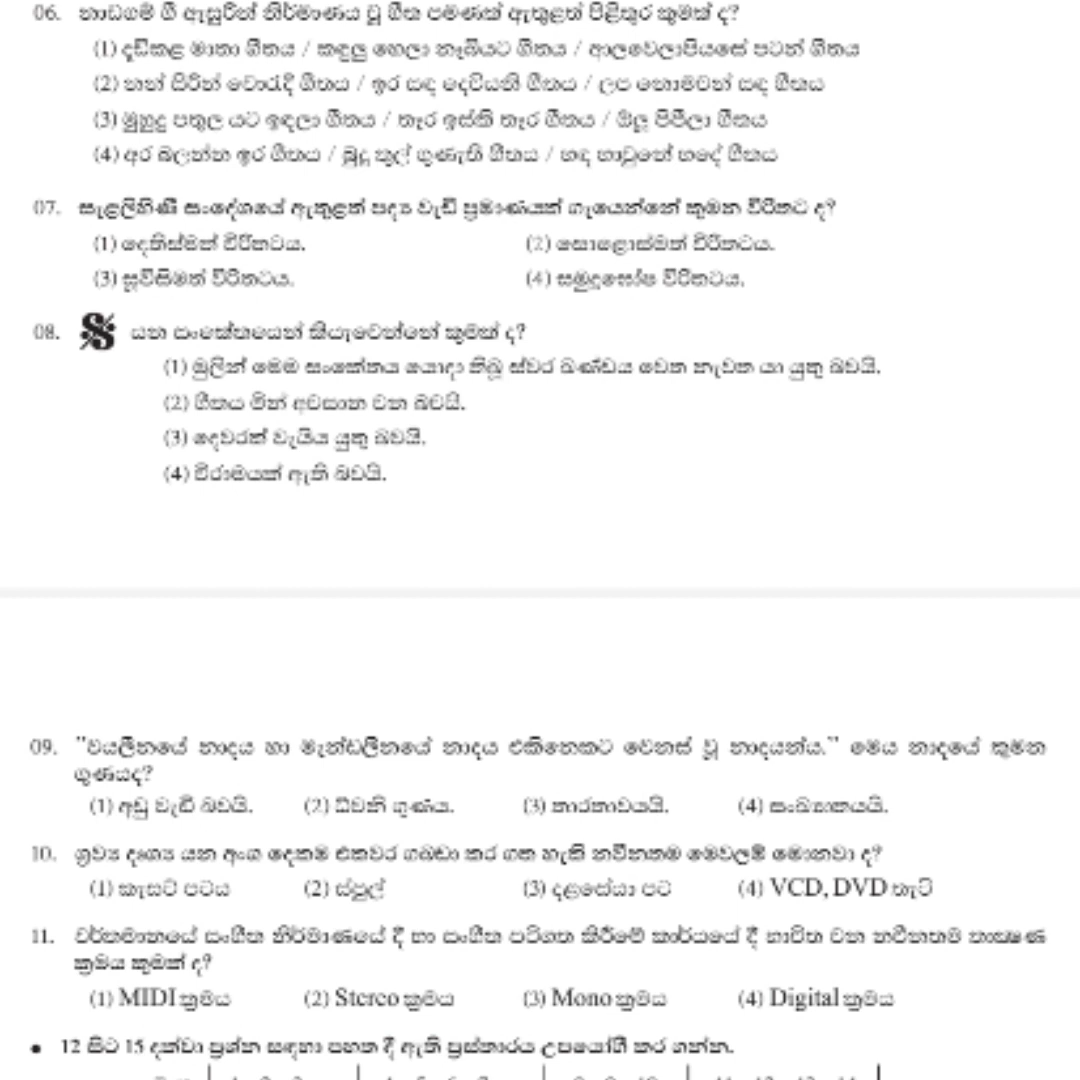 06. නාඩගම් ගී ඇසුරින් නිර්මාණය වූ ගීත පමණක් ඇතුළත් පිළිතුර කුමක් ද?
(1) දැඩිකළ මාතා ගීතය / කඳුලු හෙලා නෑබියට ගීතය / ආලවෙලාපියසේ පටන් ගීතය
(2) නන් සිරින් වොරැදි ගීතය / ඉර සඳ දෙවියනි ගීතය / උප නොමවන් සඳ ගීතය
(3) මුහුදු පතුල යට ඉඳලා ගීතය / තැර ඉස්කි තැර ගීතය / ඕලු පිපීලා ගීතය
(4) අර බලන්න ඉර ගීතය / බුදු කුල් ගුණැති ගීතය / හඳ හාවුනේ හදේ ගීතය
07. සැළලිහිණි සංදේශයේ ඇතුළත් පද්‍ය වැඩි ප්‍රමාණයක් ගැයෙන්නේ කුමන විරිතට ද?
(1) දෙතිස්මත් විරිතටය.
(2) සොළොස්මත් විරිතටය.
(3) සූවිසිමත් විරිතටය.
(4) සමුද්‍රඝෝෂ විරිතටය.
08. යන සංකේතයෙන් කියැවෙන්නේ කුමක් ද?
(1) මුලින් මෙම සංකේතය යොදා තිබූ ස්වර ඛණ්ඩය වෙත නැවත යා යුතු බවයි.
(2) ගීතය මින් අවසාන වන බවයි.
(3) දෙවරක් වැයිය යුතු බවයි.
(4) විරාමයක් ඇති බවයි.
09. "වයලීනයේ නාදය හා මැන්ඩලීනයේ නාදය එකිනෙකට වෙනස් වූ නාදයන්ය." මෙය නාදයේ කුමන
ගුණයද?
(1) අඩු වැඩි බවයි. (2) ධ්වනි ගුණය. (3) තාරතාවයයි. (4) සංඛ්‍යාතයයි.
10. ශ්‍රව්‍ය දෘශ්‍ය යන අංග දෙකම එකවර ගබඩා කර ගත හැකි නවීනතම මෙවලම් මොනවා ද?
(1) කැසට් පටය (2) ස්පූල් (3) දළසේයා පට (4) VCD, DVD තැටි
11. වර්තමානයේ සංගීත නිර්මාණයේ දී හා සංගීත පටිගත කිරීමේ කාර්යයේ දී භාවිත වන නවීනතම තාක්ෂණ
ක්‍රමය කුමක් ද?
(1) MIDI ක්‍රමය (2) Stereo ක්‍රමය (3) Mono ක්‍රමය (4) Digital ක්‍රමය
• 12 සිට 15 දක්වා ප්‍රශ්න සඳහා පහත දී ඇති ප්‍රස්තාරය උපයෝගී කර ගන්න.